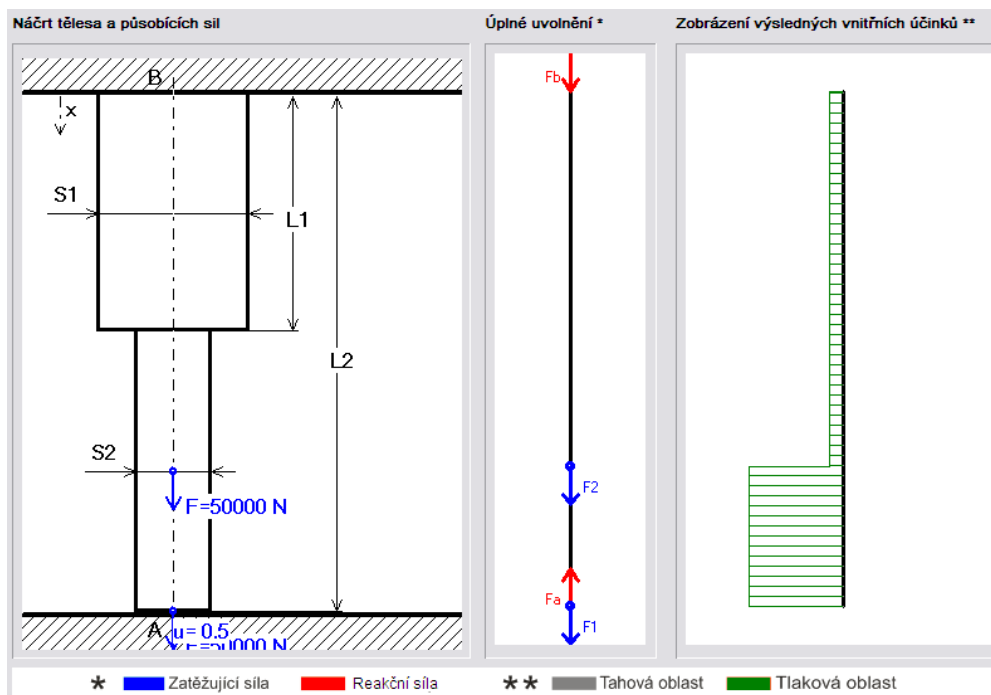 Náčrt tělesa a působících sil
Úplné uvolnění *
Zobrazení výsledných vnitřních účinků **
B
x
S1
L1
L2
S2
F=50000 N
A
u= 0.5
F=50000 N
Fb
F2
Fa
F1
* Zatěžující síla Reakční síla ** Tahová oblast Tlaková oblast